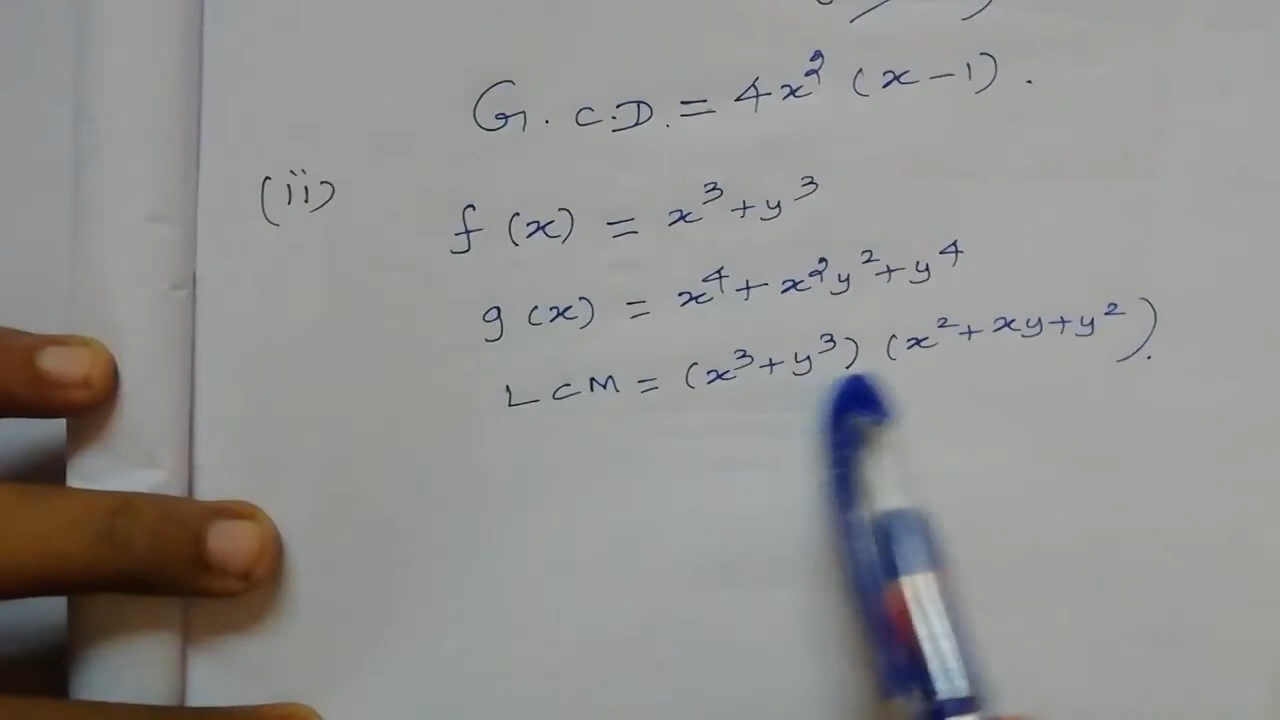 G.C.D. = 4x² (x-1).
(ii) f(x) = x³+y³
g(x) = x⁴+x²y²+y⁴
LCM = (x³+y³) (x²+xy+y²).